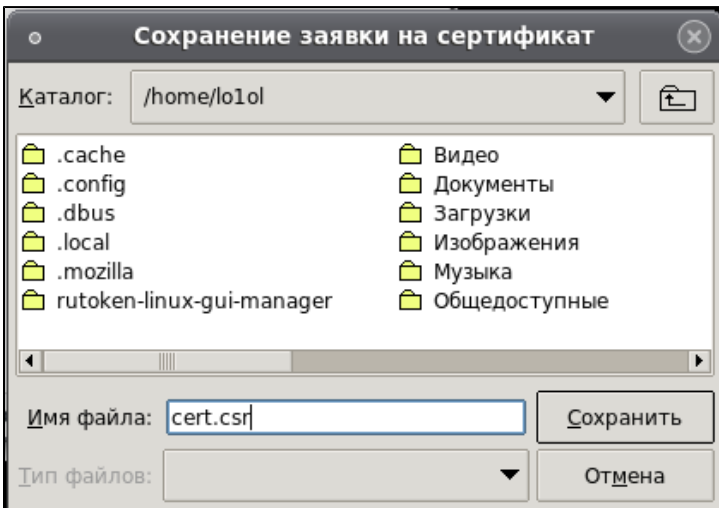 Сохранение заявки на сертификат
Каталог: /home/lo1ol
.cache
.config
.dbus
.local
.mozilla
rutoken-linux-gui-manager
Видео
Документы
Загрузки
Изображения
Музыка
Общедоступные
Имя файла: cert.csr Сохранить
Тип файлов: Отмена